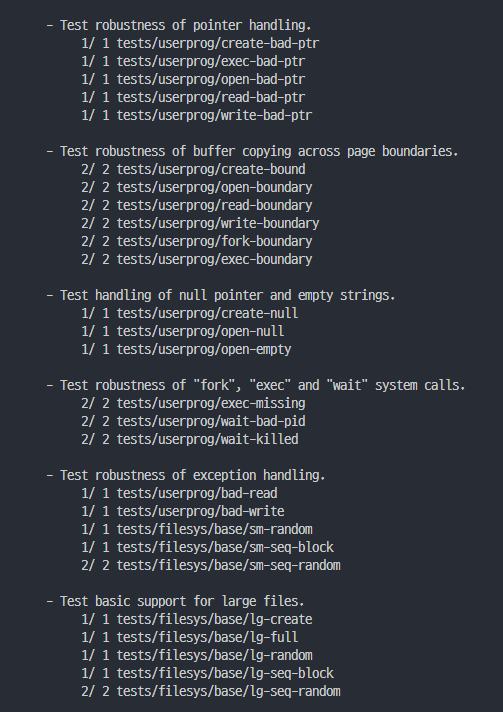 - Test robustness of pointer handling.
1/ 1 tests/userprog/create-bad-ptr
1/ 1 tests/userprog/exec-bad-ptr
1/ 1 tests/userprog/open-bad-ptr
1/ 1 tests/userprog/read-bad-ptr
1/ 1 tests/userprog/write-bad-ptr
- Test robustness of buffer copying across page boundaries.
2/ 2 tests/userprog/create-bound
2/ 2 tests/userprog/open-boundary
2/ 2 tests/userprog/read-boundary
2/ 2 tests/userprog/write-boundary
2/ 2 tests/userprog/fork-boundary
2/ 2 tests/userprog/exec-boundary
- Test handling of null pointer and empty strings.
1/ 1 tests/userprog/create-null
1/ 1 tests/userprog/open-null
1/ 1 tests/userprog/open-empty
- Test robustness of "fork", "exec" and "wait" system calls.
2/ 2 tests/userprog/exec-missing
2/ 2 tests/userprog/wait-bad-pid
2/ 2 tests/userprog/wait-killed
- Test robustness of exception handling.
1/ 1 tests/userprog/bad-read
1/ 1 tests/userprog/bad-write
1/ 1 tests/filesys/base/sm-random
1/ 1 tests/filesys/base/sm-seq-block
2/ 2 tests/filesys/base/sm-seq-random
- Test basic support for large files.
1/ 1 tests/filesys/base/lg-create
1/ 1 tests/filesys/base/lg-full
1/ 1 tests/filesys/base/lg-random
1/ 1 tests/filesys/base/lg-seq-block
2/ 2 tests/filesys/base/lg-seq-random